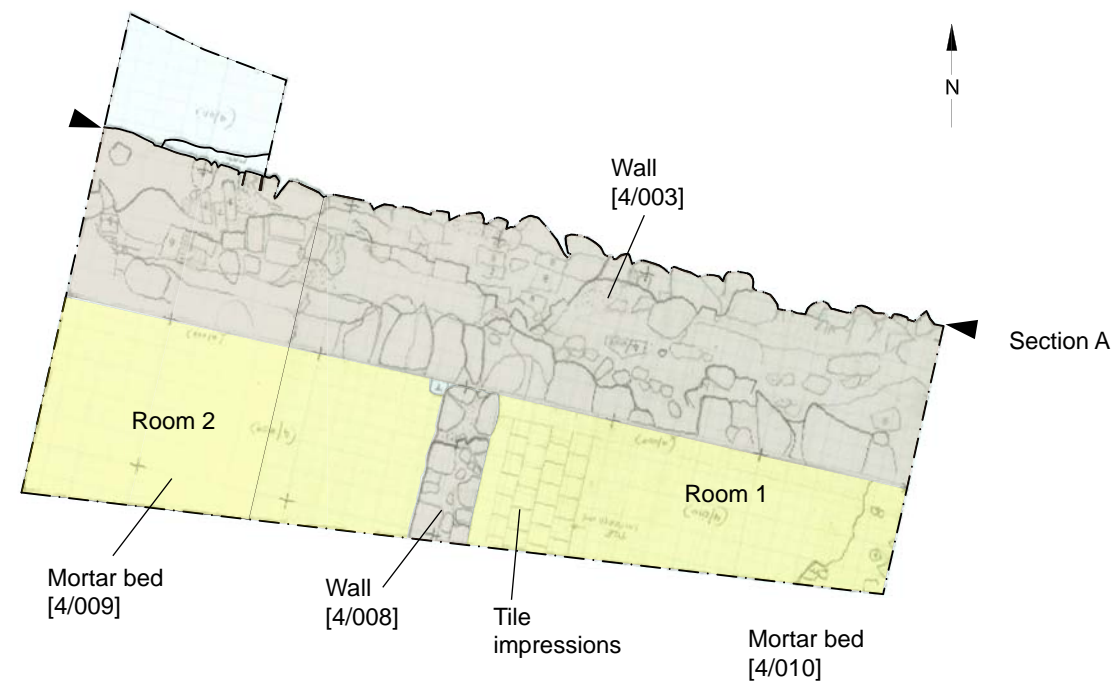 N
Wall
[4/003]
Section A
Room 2
Room 1
Mortar bed
[4/009]
Wall
[4/008]
Tile
impressions
Mortar bed
[4/010]